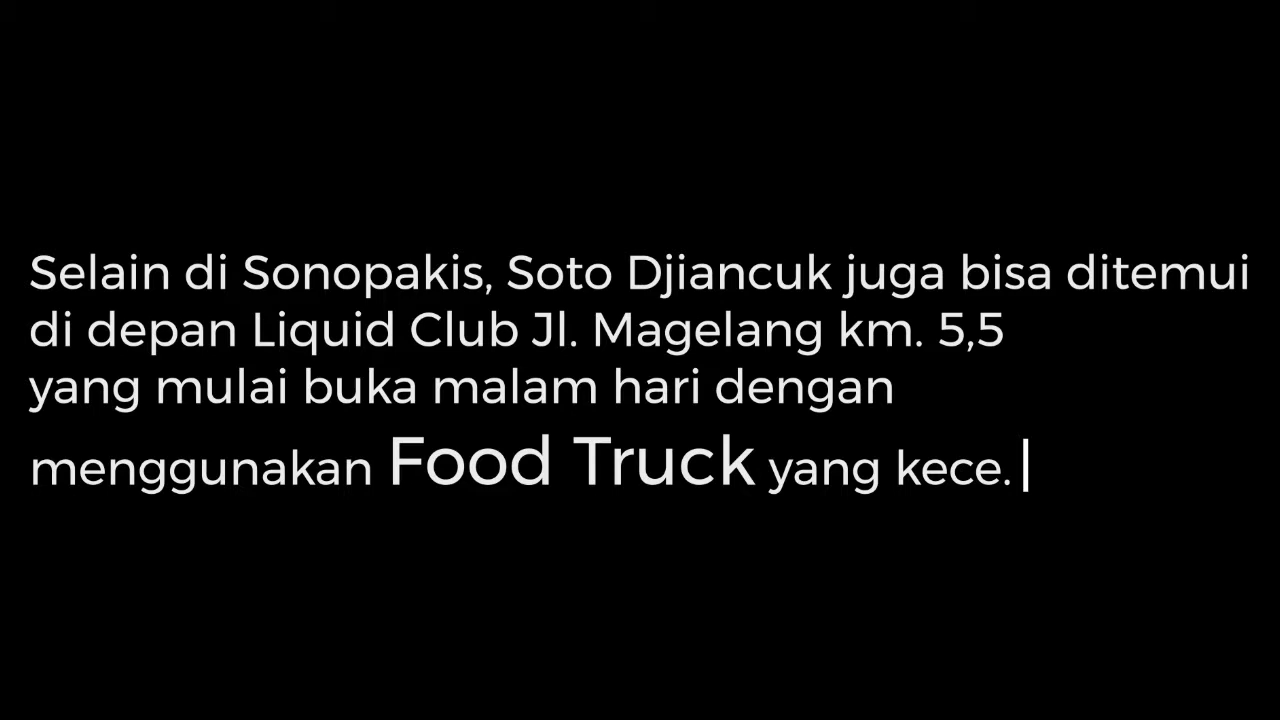 Selain di Sonopakis, Soto Djiancuk juga bisa ditemui
di depan Liquid Club Jl. Magelang km. 5,5
yang mulai buka malam hari dengan
menggunakan Food Truck yang kece.